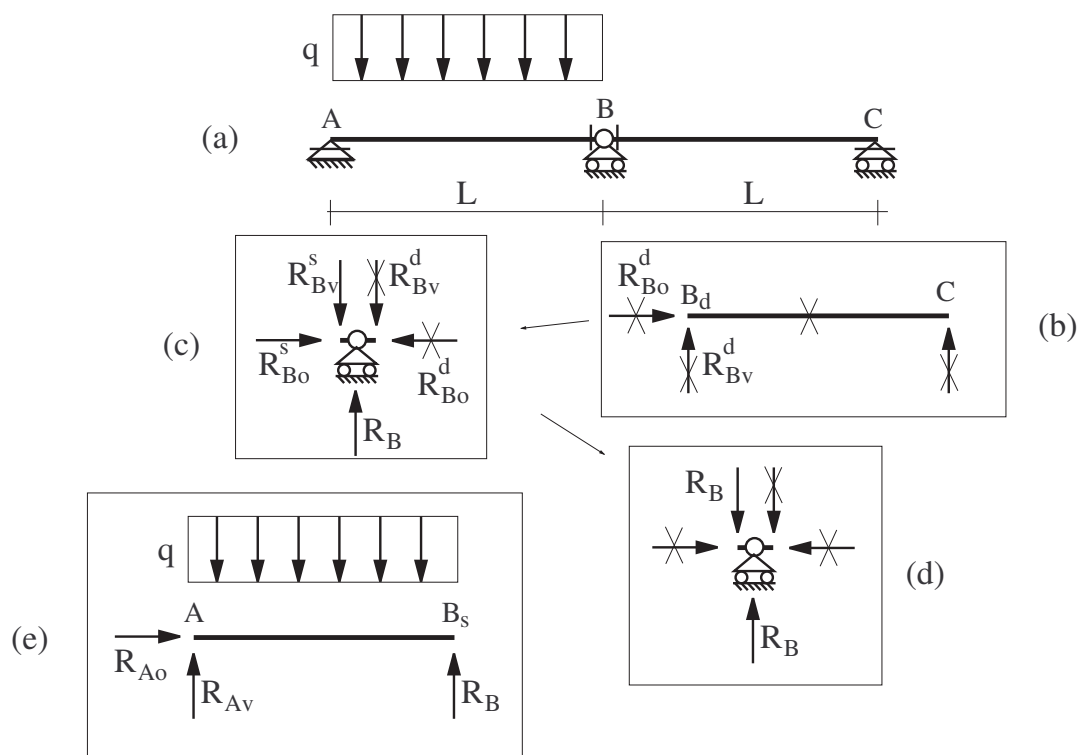 q
A
B
C
(a)
L
L
R^s_Bv
R^d_Bv
R^d_Bo
B_d
C
(c)
(b)
R^s_Bo
R^d_Bo
R^d_Bv
R_B
R_B
q
(d)
A
B_s
(e)
R_Ao
R_Av
R_B
R_B